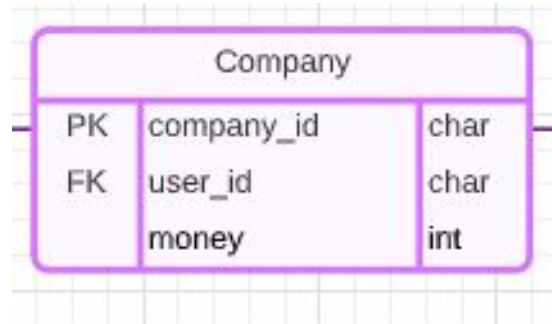 Company
PK company_id char
FK user_id char
money int